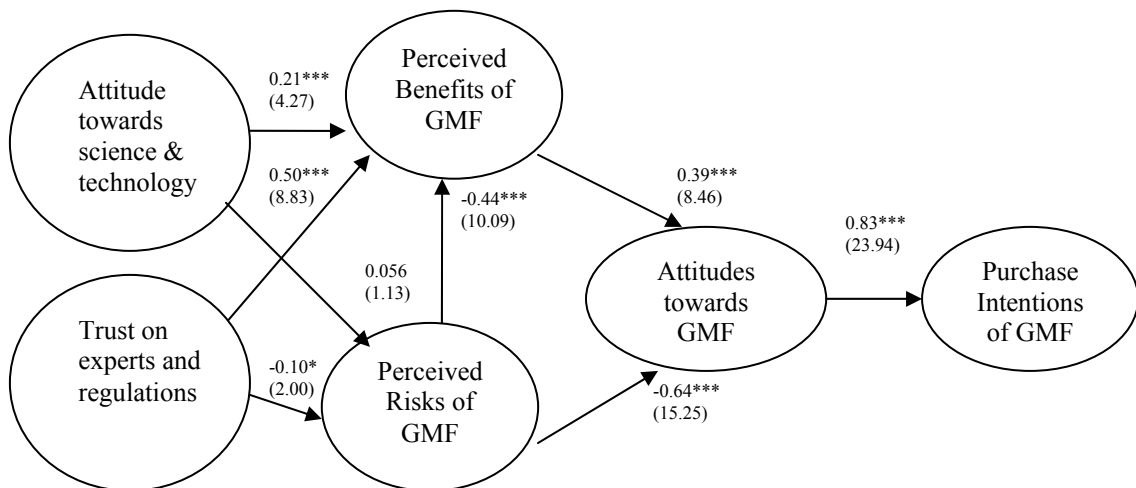 Attitude
towards
science &
technology
0.21***
(4.27)
Perceived
Benefits of
GMF
0.50***
(8.83)
-0.44***
(10.09)
0.39***
(8.46)
0.83***
(23.94)
0.056
(1.13)
Attitudes
towards
GMF
Purchase
Intentions
of GMF
Trust on
experts and
regulations
-0.10*
(2.00)
Perceived
Risks of
GMF
-0.64***
(15.25)